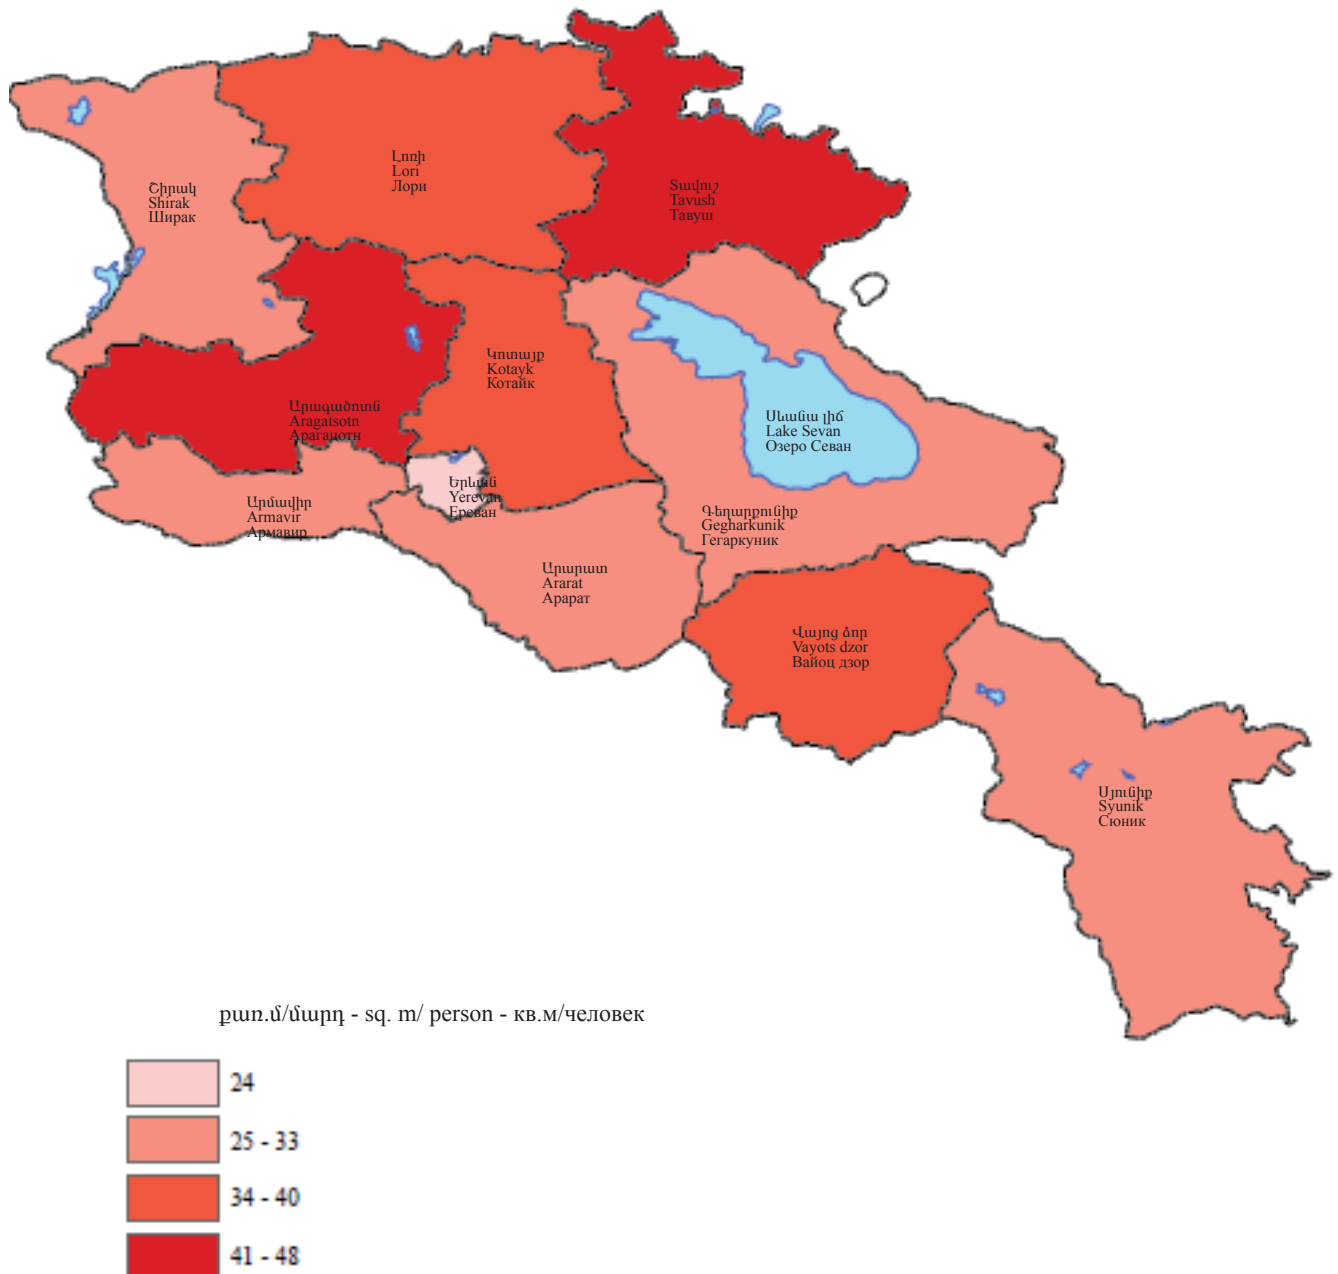 Լոռի
Lori
Лори
Շիրակ
Shirak
Ширак
Տավուշ
Tavush
Тавуш
Կոտայք
Kotayk
Котайк
Արագածոտն
Aragatsotn
Арагацотн
Սևանա լիճ
Lake Sevan
Озеро Севан
Երևան
Yerevan
Ереван
Արմավիր
Armavir
Армавир
Գեղարքունիք
Gegharkunik
Гегаркуник
Արարատ
Ararat
Арарат
Վայոց ձոր
Vayots dzor
Вайоц дзор
Սյունիք
Syunik
Сюник
քառ.մ/մարդ - sq. m/ person - кв.м/человек
24
25 - 33
34 - 40
41 - 48